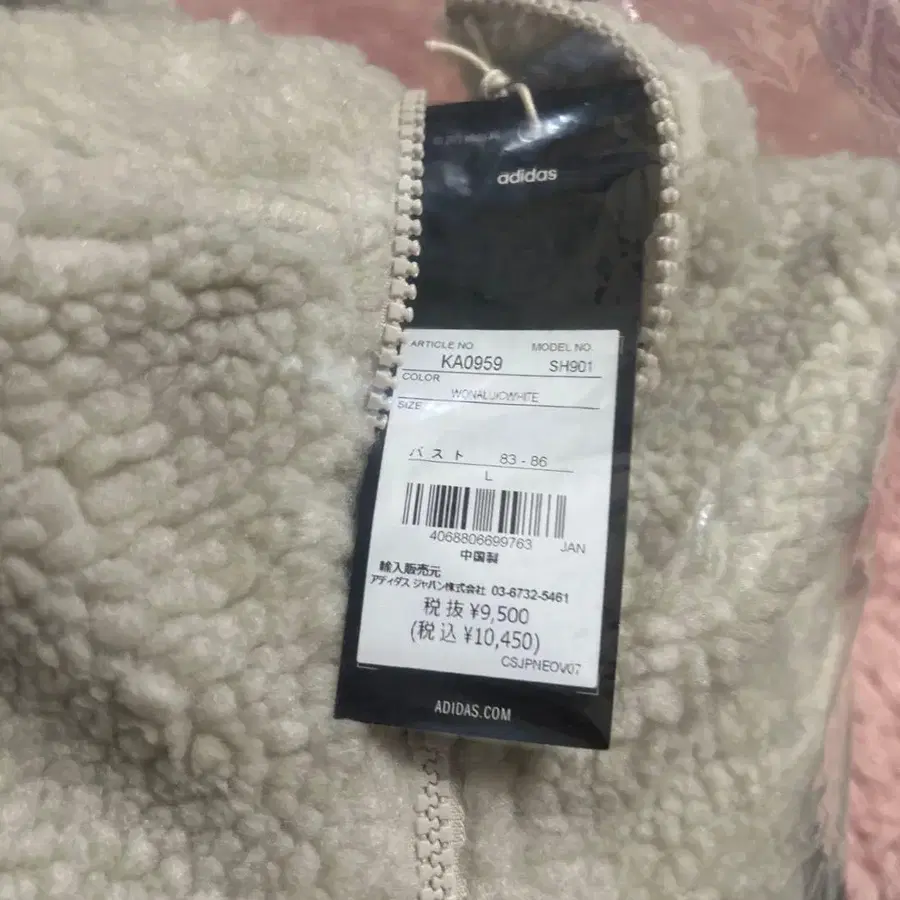 adidas
ARTICLE NO
MODEL NO.
KA0959
SH901
COLOR
WONALU/CWHITE
SIZE
バスト 83 - 86
L
4068806699763 JAN
中国製
輸入販売元
アディダス ジャパン株式会社 03-6732-5461
税抜 ¥9,500
(税込 ¥10,450)
CSJPNEOV07
ADIDAS.COM